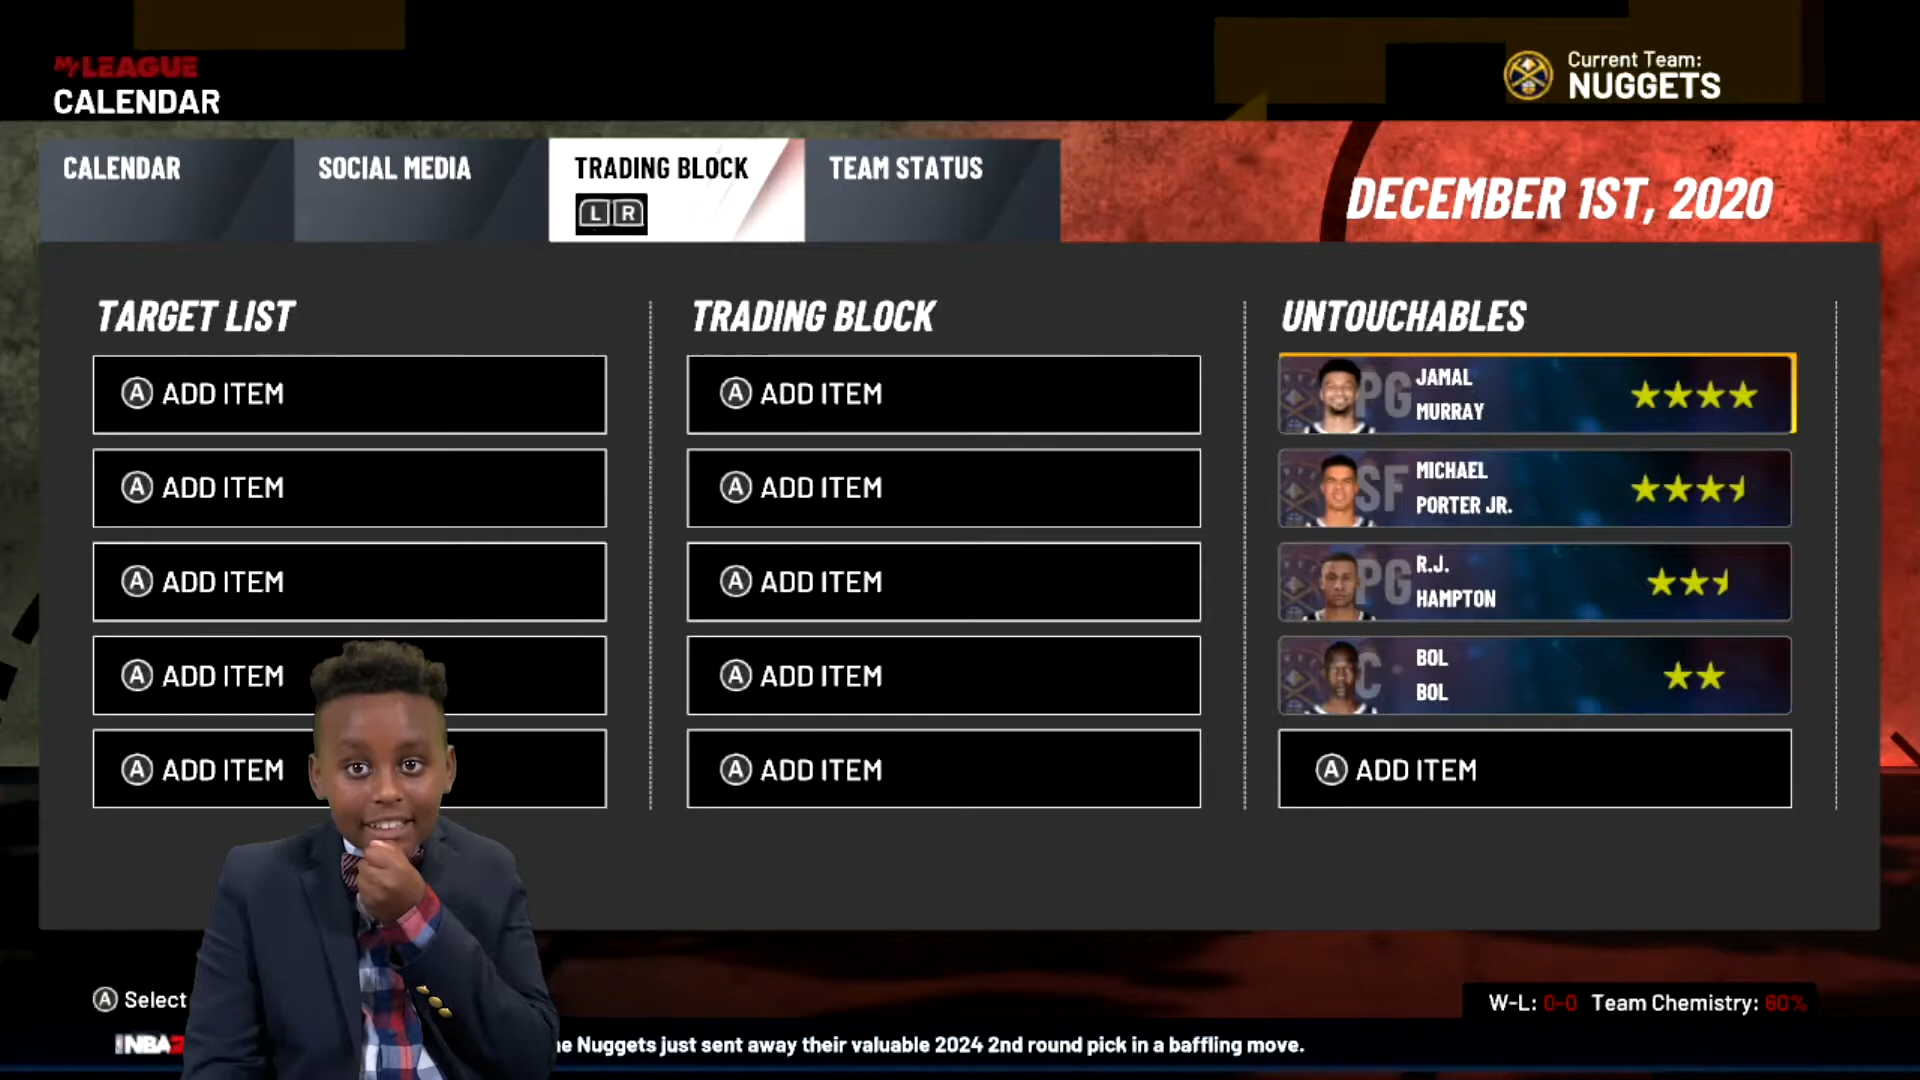 MyLEAGUE
CALENDAR
Current Team:
NUGGETS
CALENDAR
SOCIAL MEDIA
TRADING BLOCK
L R
TEAM STATUS
DECEMBER 1ST, 2020
TARGET LIST
A ADD ITEM
A ADD ITEM
A ADD ITEM
A ADD ITEM
A ADD ITEM
TRADING BLOCK
A ADD ITEM
A ADD ITEM
A ADD ITEM
A ADD ITEM
A ADD ITEM
UNTOUCHABLES
PG JAMAL
MURRAY
SF MICHAEL
PORTER JR.
PG R.J.
HAMPTON
C BOL
BOL
A ADD ITEM
A Select
W-L: 0-0 Team Chemistry: 60%
NBA
Nuggets just sent away their valuable 2024 2nd round pick in a baffling move.